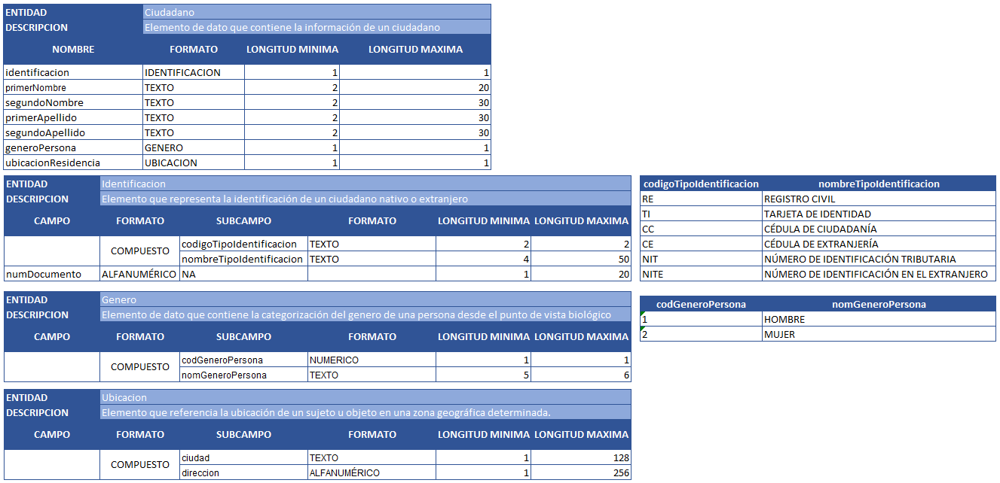 ENTIDAD Ciudadano
DESCRIPCION Elemento de dato que contiene la información de un ciudadano
NOMBRE FORMATO LONGITUD MINIMA LONGITUD MAXIMA
identificacion IDENTIFICACION 1 1
primerNombre TEXTO 2 20
segundoNombre TEXTO 2 30
primerApellido TEXTO 2 30
segundoApellido TEXTO 2 30
generoPersona GENERO 1 1
ubicacionResidencia UBICACION 1 1
ENTIDAD Identificacion
DESCRIPCION Elemento que representa la identificación de un ciudadano nativo o extranjero
CAMPO FORMATO SUBCAMPO FORMATO LONGITUD MINIMA LONGITUD MAXIMA
COMPUESTO
codigoTipoIdentificacion TEXTO 2 2
nombreTipoIdentificacion TEXTO 4 50
numDocumento ALFANUMÉRICO NA 1 20
codigoTipoIdentificacion nombreTipoIdentificacion
RE REGISTRO CIVIL
TI TARJETA DE IDENTIDAD
CC CÉDULA DE CIUDADANÍA
CE CÉDULA DE EXTRANJERÍA
NIT NÚMERO DE IDENTIFICACIÓN TRIBUTARIA
NITE NÚMERO DE IDENTIFICACIÓN EN EL EXTRANJERO
ENTIDAD Genero
DESCRIPCION Elemento de dato que contiene la categorización del genero de una persona desde el punto de vista biológico
CAMPO FORMATO SUBCAMPO FORMATO LONGITUD MINIMA LONGITUD MAXIMA
COMPUESTO
codGeneroPersona NUMERICO 1 1
nomGeneroPersona TEXTO 5 6
codGeneroPersona nomGeneroPersona
1 HOMBRE
2 MUJER
ENTIDAD Ubicacion
DESCRIPCION Elemento que referencia la ubicación de un sujeto u objeto en una zona geográfica determinada.
CAMPO FORMATO SUBCAMPO FORMATO LONGITUD MINIMA LONGITUD MAXIMA
COMPUESTO
ciudad TEXTO 1 128
direccion ALFANUMÉRICO 1 256